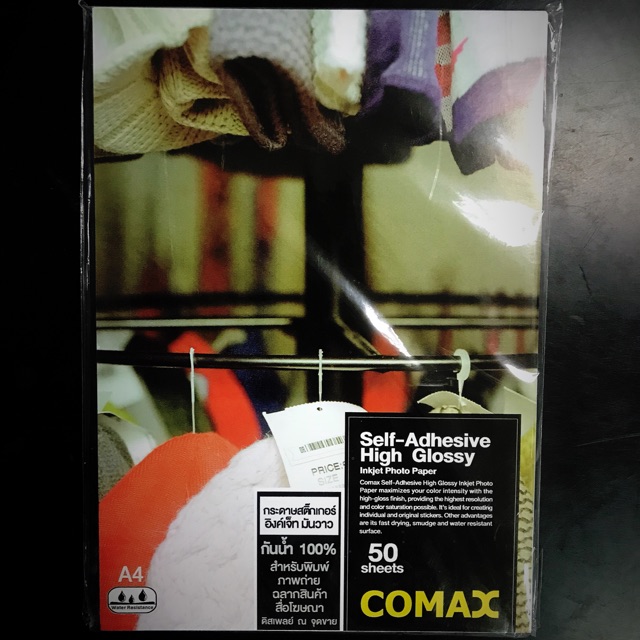 PRICE
SIZE
Self-Adhesive
High Glossy
Inkjet Photo Paper
Comax Self-Adhesive High Glossy Inkjet Photo
Paper maximizes your color intensity with the
high-gloss finish, providing the highest resolution
and color saturation possible. It's ideal for creating
individual and original stickers. Other advantages
are its fast drying, smudge and water resistant
surface.
50
sheets
COMAX
กระดาษสติ๊กเกอร์
อิงค์เจ็ท มันวาว
กันน้ำ 100%
สำหรับพิมพ์
ภาพถ่าย
ฉลากสินค้า
สื่อโฆษณา
ดิสเพลย์ ณ จุดขาย
A4
Water Resistance